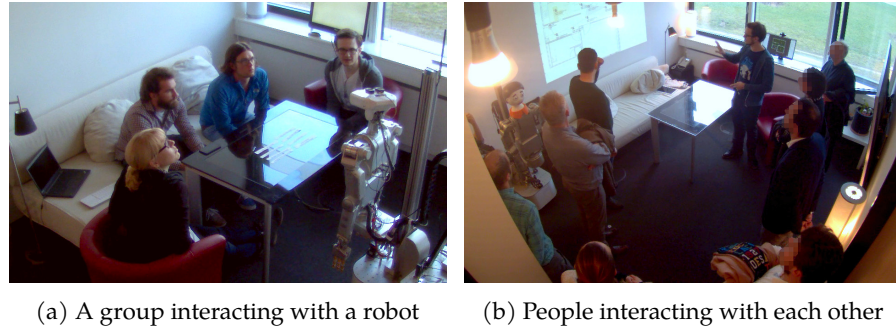 (a) A group interacting with a robot
(b) People interacting with each other